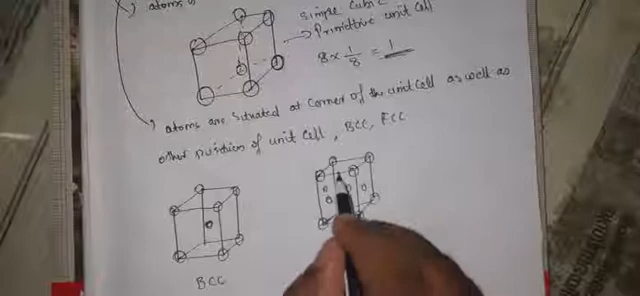 atoms
simple cubic
→ Primitive unit cell
8 × 1/8 = 1
atoms are situated at corner of the unit cell as well as
other position of unit cell, BCC, FCC
BCC